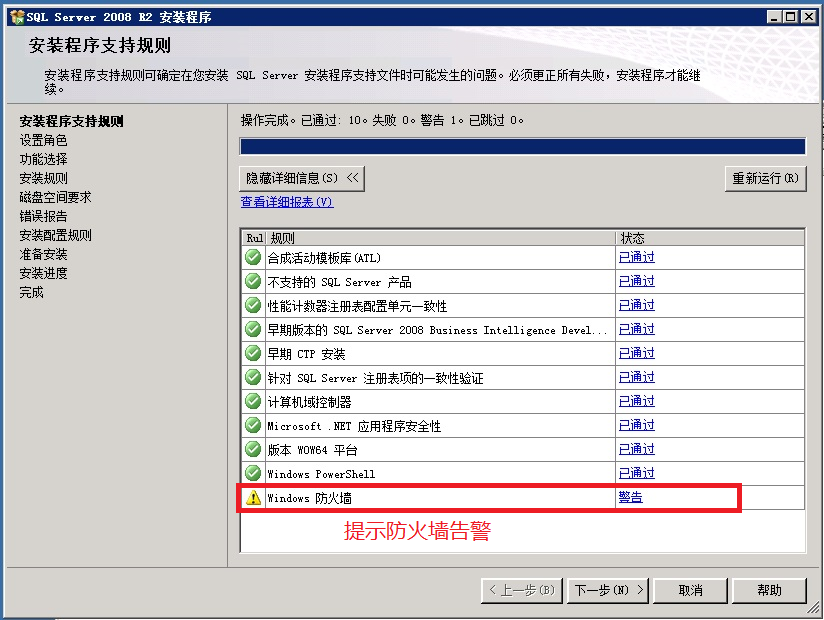 SQL Server 2008 R2 安装程序
安装程序支持规则
安装程序支持规则可确定在您安装 SQL Server 安装程序支持文件时可能发生的问题。必须更正所有失败，安装程序才能继
续。
安装程序支持规则
设置角色
功能选择
安装规则
磁盘空间要求
错误报告
安装配置规则
准备安装
安装进度
完成
操作完成。已通过: 10。失败 0。警告 1。已跳过 0。
隐藏详细信息(S) <<
重新运行(R)
查看详细报表(V)
Rul 规则 状态
合成活动模板库(ATL) 已通过
不支持的 SQL Server 产品 已通过
性能计数器注册表配置单元一致性 已通过
早期版本的 SQL Server 2008 Business Intelligence Devel... 已通过
早期 CTP 安装 已通过
针对 SQL Server 注册表项的一致性验证 已通过
计算机域控制器 已通过
Microsoft .NET 应用程序安全性 已通过
版本 WOW64 平台 已通过
Windows PowerShell 已通过
Windows 防火墙 警告
提示防火墙告警
< 上一步(B)
下一步(N) >
取消
帮助